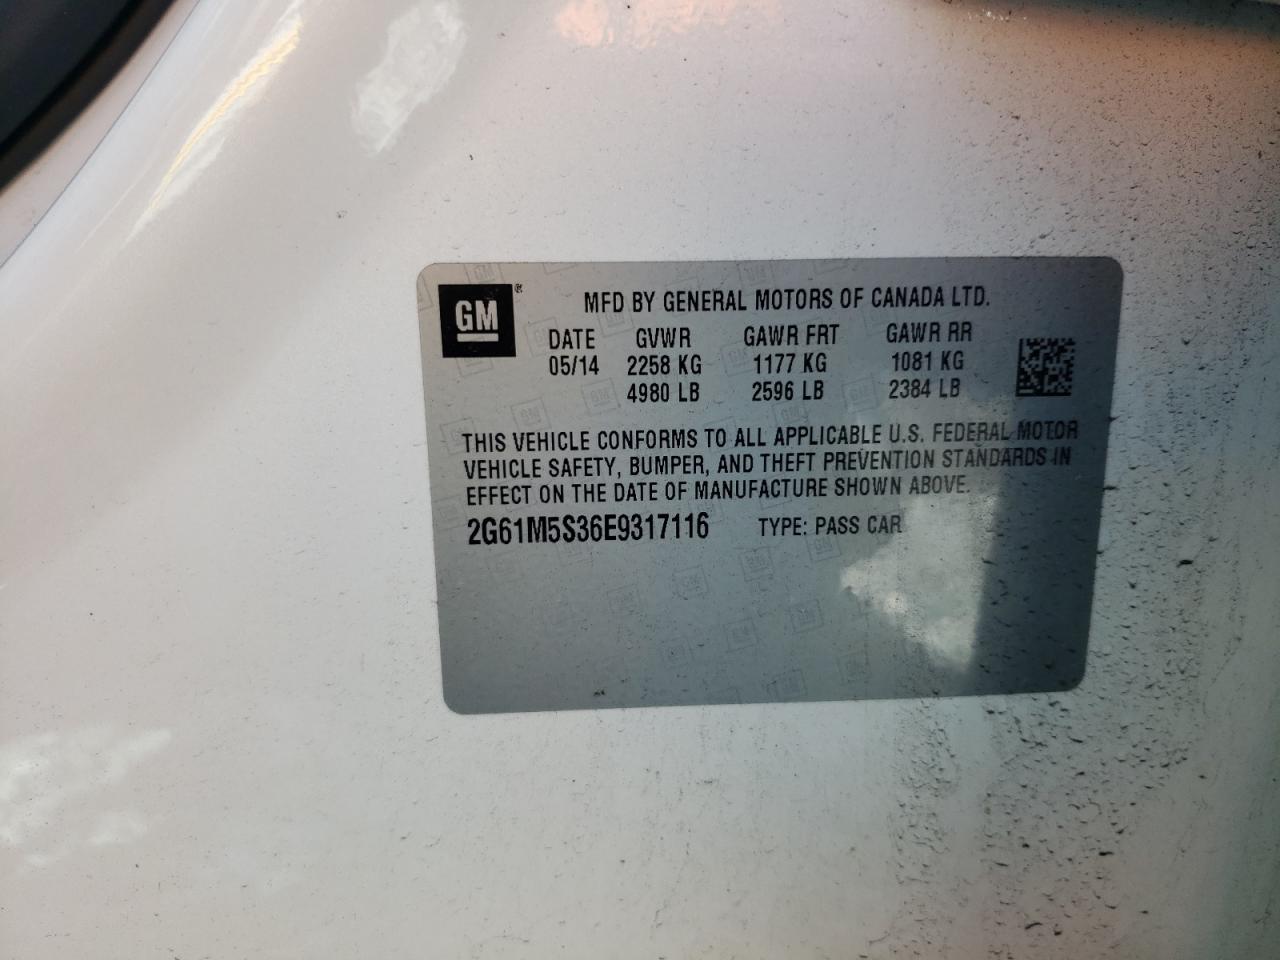 GM ®
MFD BY GENERAL MOTORS OF CANADA LTD.
DATE GVWR GAWR FRT GAWR RR
05/14 2258 KG 1177 KG 1081 KG
4980 LB 2596 LB 2384 LB
THIS VEHICLE CONFORMS TO ALL APPLICABLE U.S. FEDERAL MOTOR
VEHICLE SAFETY, BUMPER, AND THEFT PREVENTION STANDARDS IN
EFFECT ON THE DATE OF MANUFACTURE SHOWN ABOVE.
2G61M5S36E9317116 TYPE: PASS CAR